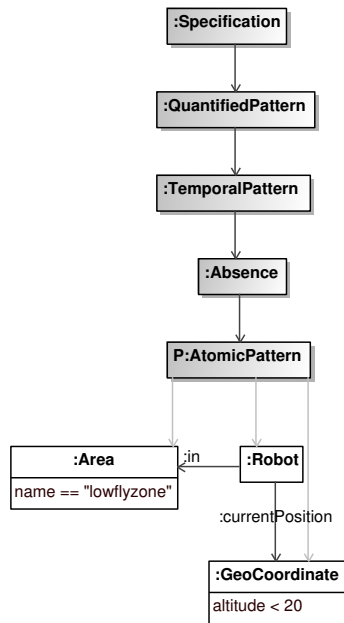 :Specification
:QuantifiedPattern
:TemporalPattern
:Absence
P:AtomicPattern
:in
:Area
name == "lowflyzone"
:Robot
:currentPosition
:GeoCoordinate
altitude < 20